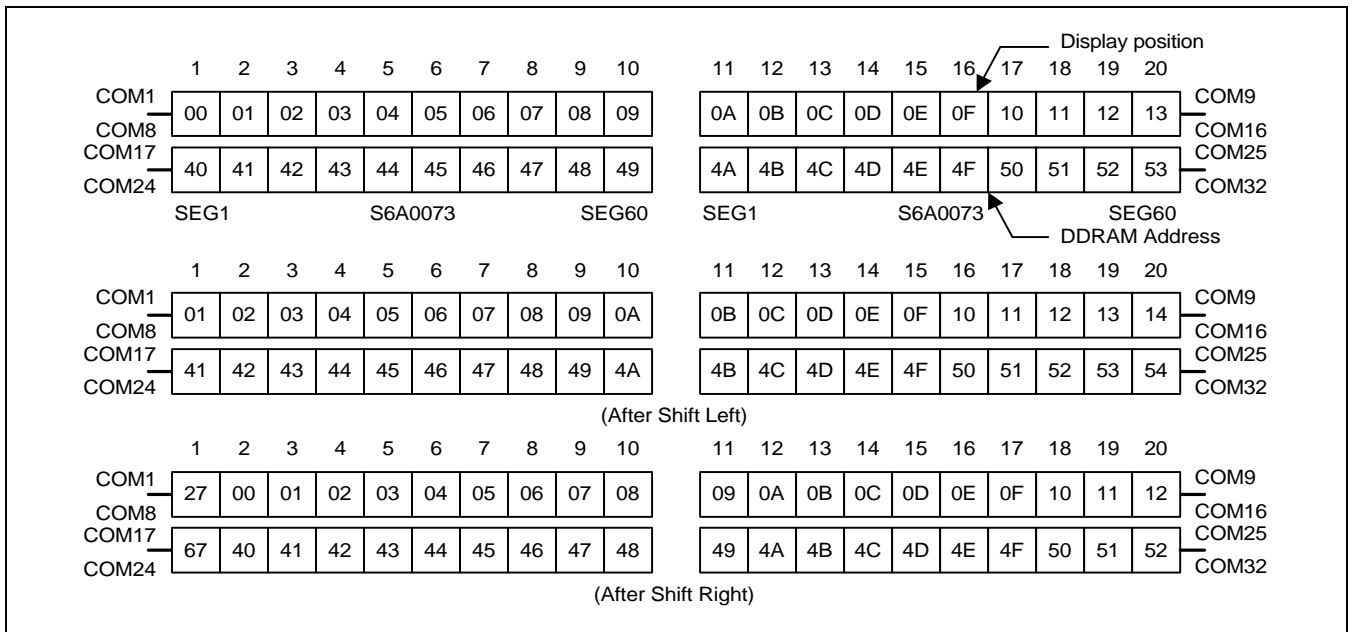 Display position
1 2 3 4 5 6 7 8 9 10 11 12 13 14 15 16 17 18 19 20
COM1 COM9
00 01 02 03 04 05 06 07 08 09 0A 0B 0C 0D 0E 0F 10 11 12 13
COM8 COM16
COM17 COM25
40 41 42 43 44 45 46 47 48 49 4A 4B 4C 4D 4E 4F 50 51 52 53
COM24 COM32
SEG1 S6A0073 SEG60 SEG1 S6A0073 SEG60
DDRAM Address
1 2 3 4 5 6 7 8 9 10 11 12 13 14 15 16 17 18 19 20
COM1 COM9
01 02 03 04 05 06 07 08 09 0A 0B 0C 0D 0E 0F 10 11 12 13 14
COM8 COM16
COM17 COM25
41 42 43 44 45 46 47 48 49 4A 4B 4C 4D 4E 4F 50 51 52 53 54
COM24 COM32
(After Shift Left)
1 2 3 4 5 6 7 8 9 10 11 12 13 14 15 16 17 18 19 20
COM1 COM9
27 00 01 02 03 04 05 06 07 08 09 0A 0B 0C 0D 0E 0F 10 11 12
COM8 COM16
COM17 COM25
67 40 41 42 43 44 45 46 47 48 49 4A 4B 4C 4D 4E 4F 50 51 52
COM24 COM32
(After Shift Right)